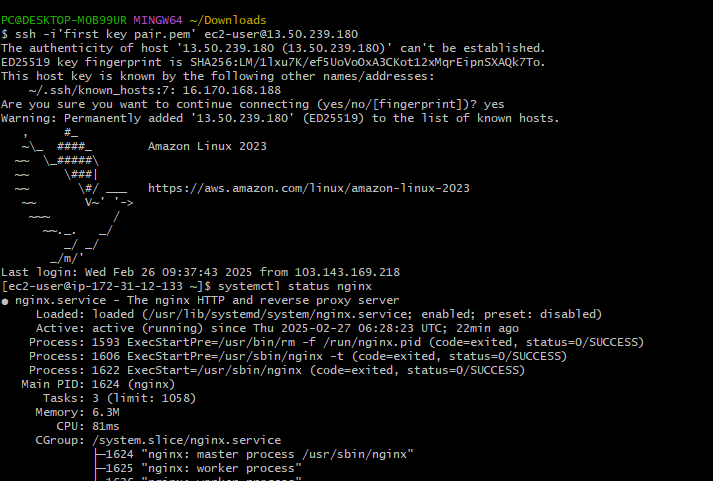 PC@DESKTOP-MOB99UR MINGW64 ~/Downloads
$ ssh -i'first key pair.pem' ec2-user@13.50.239.180
The authenticity of host '13.50.239.180 (13.50.239.180)' can't be established.
ED25519 key fingerprint is SHA256:LM/1lxu7K/ef5UoVoOxA3CKot12xMqrEipnSXAQk7To.
This host key is known by the following other names/addresses:
    ~/.ssh/known_hosts:7: 16.170.168.188
Are you sure you want to continue connecting (yes/no/[fingerprint])? yes
Warning: Permanently added '13.50.239.180' (ED25519) to the list of known hosts.
   ,     #_
   ~\_  ####_        Amazon Linux 2023
  ~~  \_#####\
  ~~     \###|
  ~~       \#/ ___   https://aws.amazon.com/linux/amazon-linux-2023
   ~~       V~' '->
    ~~~         /
      ~~._.   _/
         _/ _/
       _/m/'
Last login: Wed Feb 26 09:37:43 2025 from 103.143.169.218
[ec2-user@ip-172-31-12-133 ~]$ systemctl status nginx
● nginx.service - The nginx HTTP and reverse proxy server
     Loaded: loaded (/usr/lib/systemd/system/nginx.service; enabled; preset: disabled)
     Active: active (running) since Thu 2025-02-27 06:28:23 UTC; 22min ago
    Process: 1593 ExecStartPre=/usr/bin/rm -f /run/nginx.pid (code=exited, status=0/SUCCESS)
    Process: 1606 ExecStartPre=/usr/sbin/nginx -t (code=exited, status=0/SUCCESS)
    Process: 1622 ExecStart=/usr/sbin/nginx (code=exited, status=0/SUCCESS)
   Main PID: 1624 (nginx)
      Tasks: 3 (limit: 1058)
     Memory: 6.3M
        CPU: 81ms
     CGroup: /system.slice/nginx.service
             ├─1624 "nginx: master process /usr/sbin/nginx"
             ├─1625 "nginx: worker process"